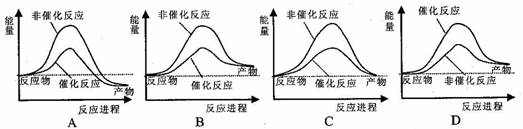 能量
非催化反应
反应物
催化反应
产物
反应进程
A
能量
非催化反应
产物
反应物
催化反应
反应进程
B
能量
非催化反应
反应物
催化反应
产物
反应进程
C
能量
催化反应
产物
反应物
非催化反应
反应进程
D